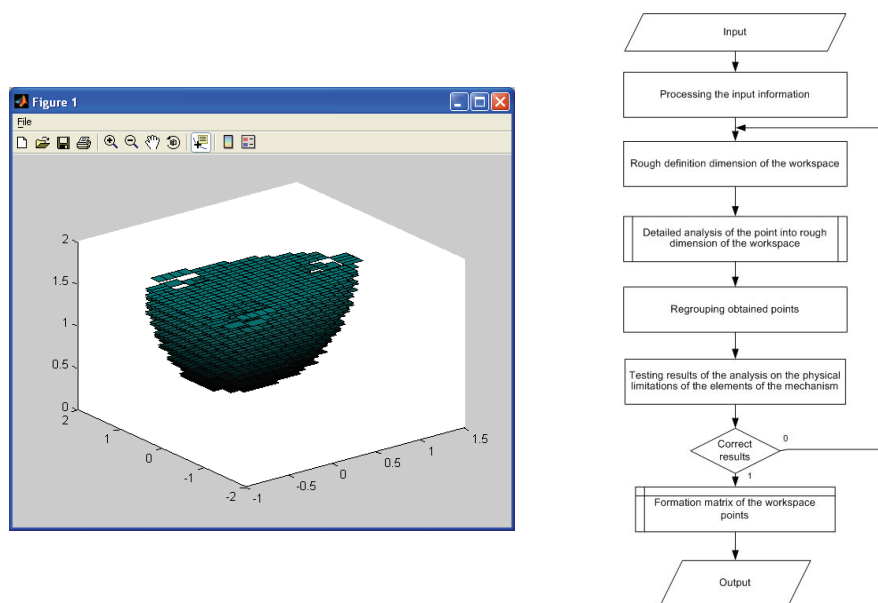 Figure 1
File
2
1.5
1
0.5
0
2
1
0
-1
-2
-1
-0.5
0
0.5
1
1.5
Input
Processing the input information
Rough definition dimension of the workspace
Detailed analysis of the point into rough
dimension of the workspace
Regrouping obtained points
Testing results of the analysis on the physical
limitations of the elements of the mechanism
Correct
results
0
1
Formation matrix of the workspace
points
Output